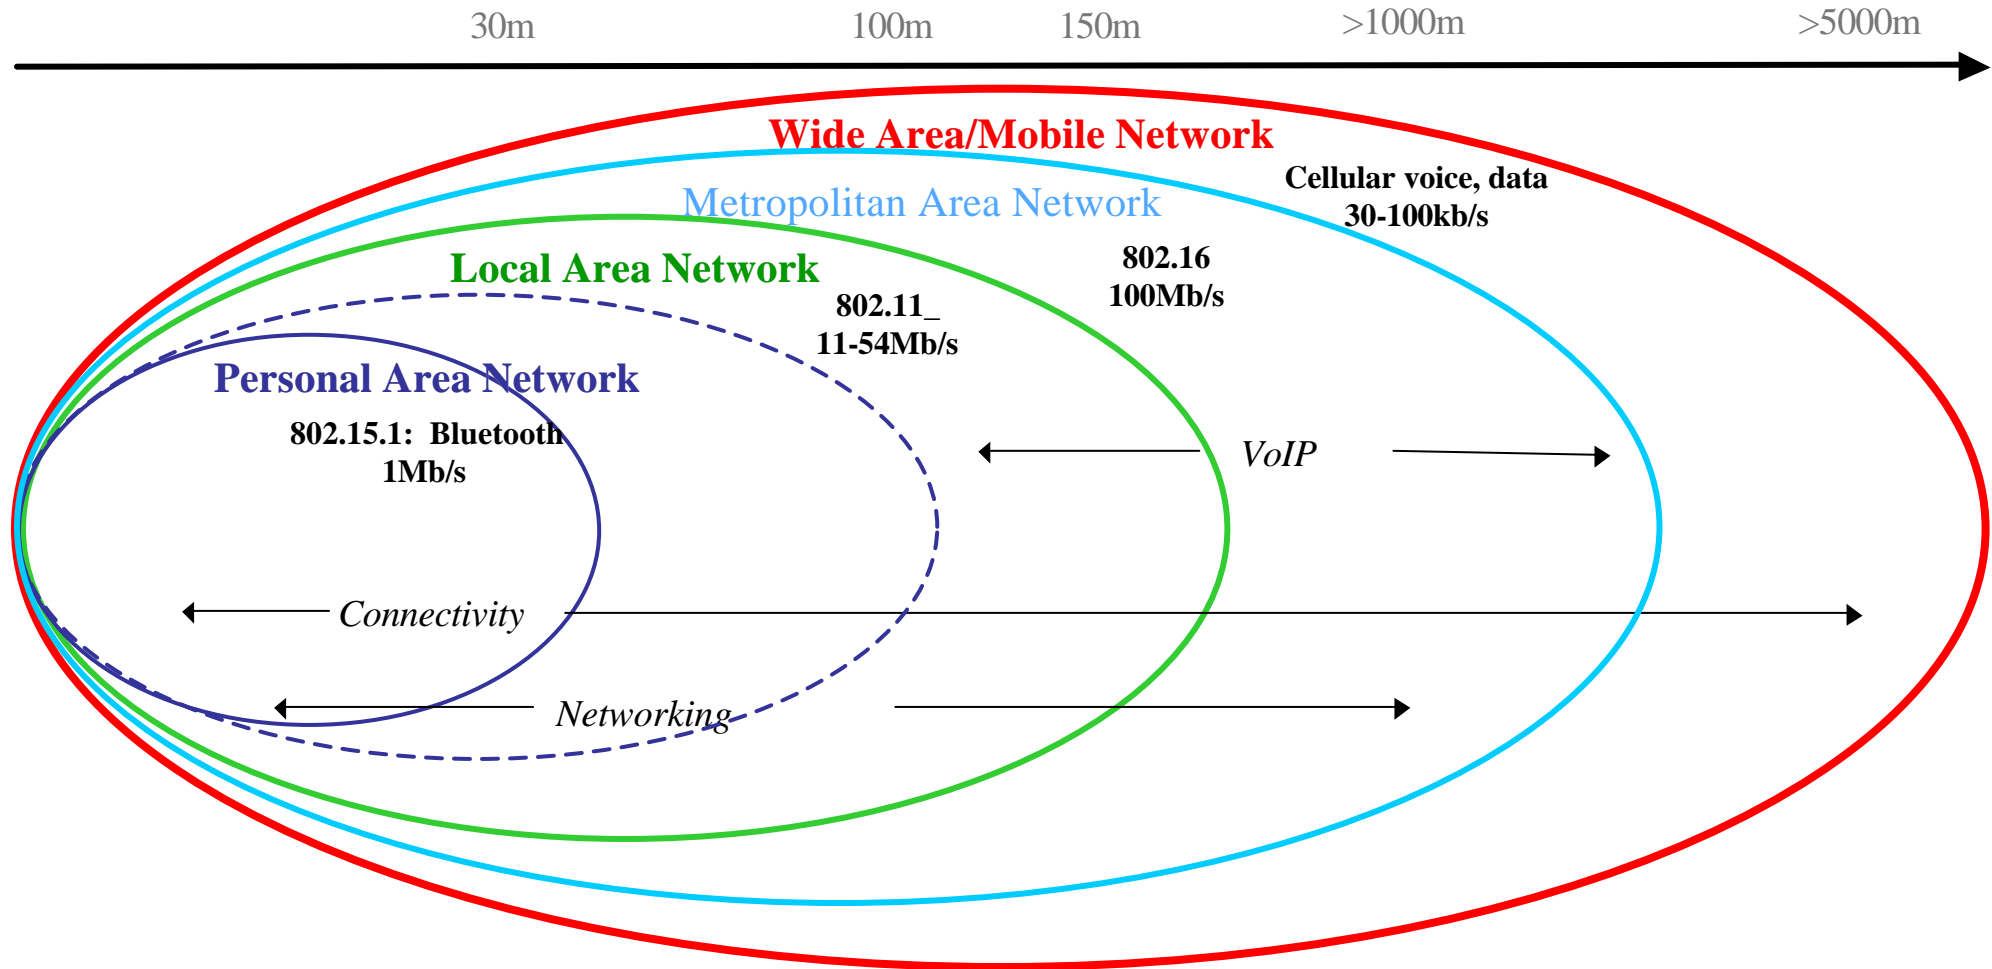 30m 100m 150m >1000m >5000m
Wide Area/Mobile Network
Cellular voice, data
30-100kb/s
Metropolitan Area Network
802.16
100Mb/s
Local Area Network
802.11_
11-54Mb/s
Personal Area Network
802.15.1:  Bluetooth
1Mb/s
VoIP
Connectivity
Networking